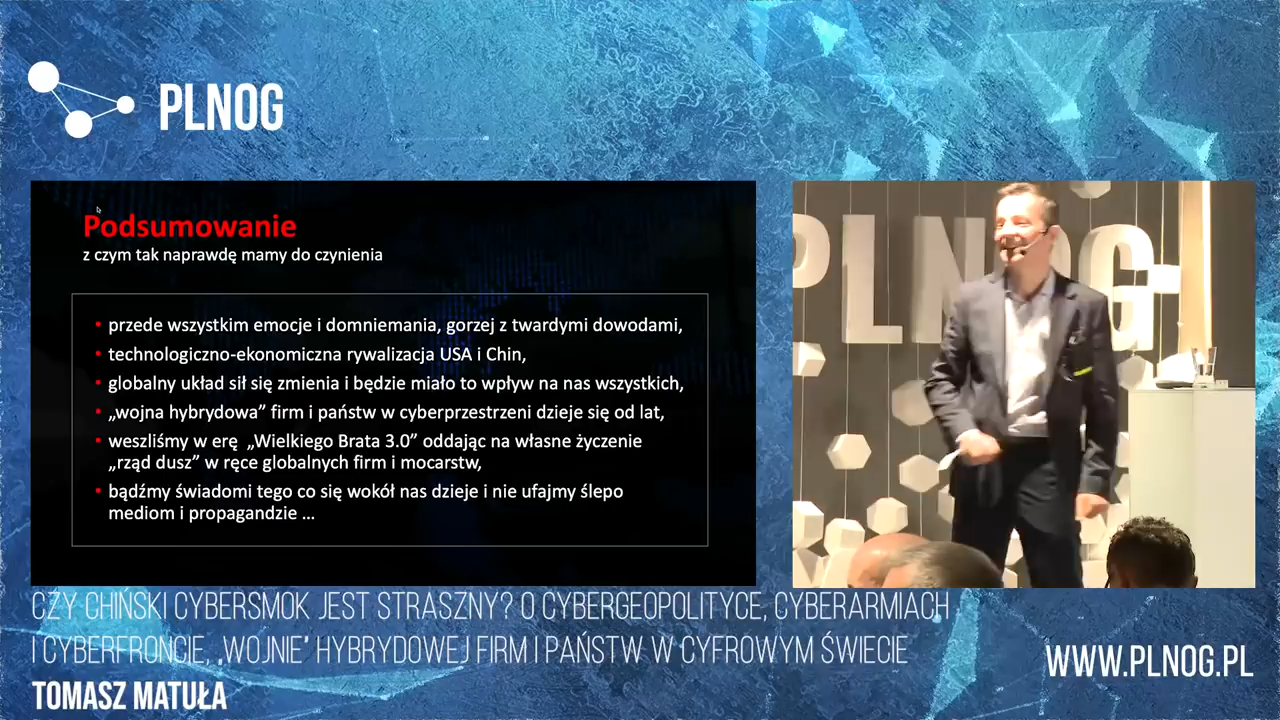 PLNOG
Podsumowanie
z czym tak naprawdę mamy do czynienia
• przede wszystkim emocje i domniemania, gorzej z twardymi dowodami,
• technologiczno-ekonomiczna rywalizacja USA i Chin,
• globalny układ sił się zmienia i będzie miało to wpływ na nas wszystkich,
• „wojna hybrydowa” firm i państw w cyberprzestrzeni dzieje się od lat,
• weszliśmy w erę „Wielkiego Brata 3.0” oddając na własne życzenie
„rząd dusz” w ręce globalnych firm i mocarstw,
• bądźmy świadomi tego co się wokół nas dzieje i nie ufajmy ślepo
mediom i propagandzie ...
PLNOG
CZY CHIŃSKI CYBERSMOK JEST STRASZNY? O CYBERGEOPOLITYCE, CYBERARMIACH
I CYBERFRONCIE, „WOJNIE” HYBRYDOWEJ FIRM I PAŃSTW W CYFROWYM ŚWIECIE
TOMASZ MATUŁA
WWW.PLNOG.PL